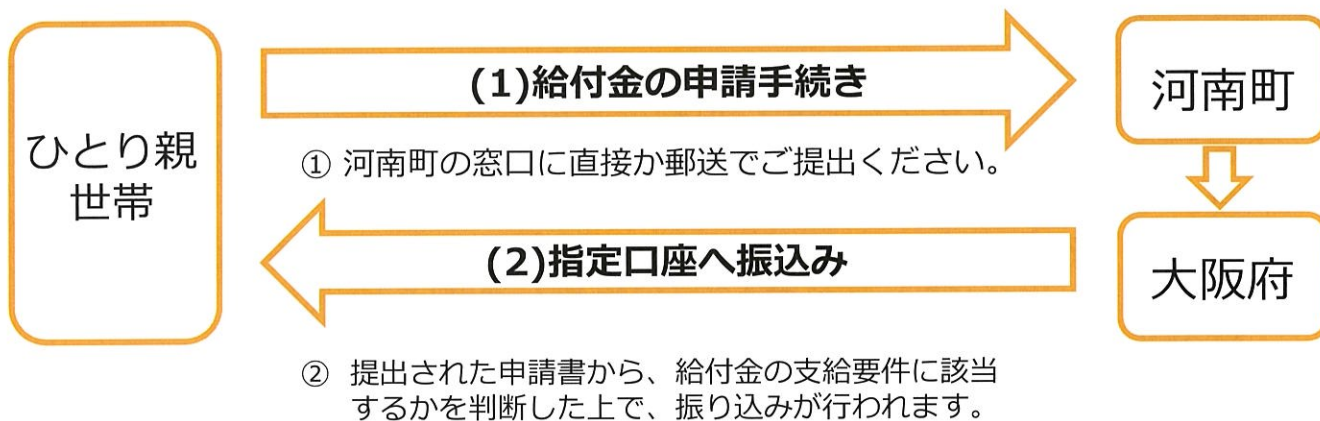 ひとり親
世帯
(1)給付金の申請手続き
河南町
① 河南町の窓口に直接か郵送でご提出ください。
(2)指定口座へ振込み
大阪府
② 提出された申請書から、給付金の支給要件に該当
するかを判断した上で、振り込みが行われます。